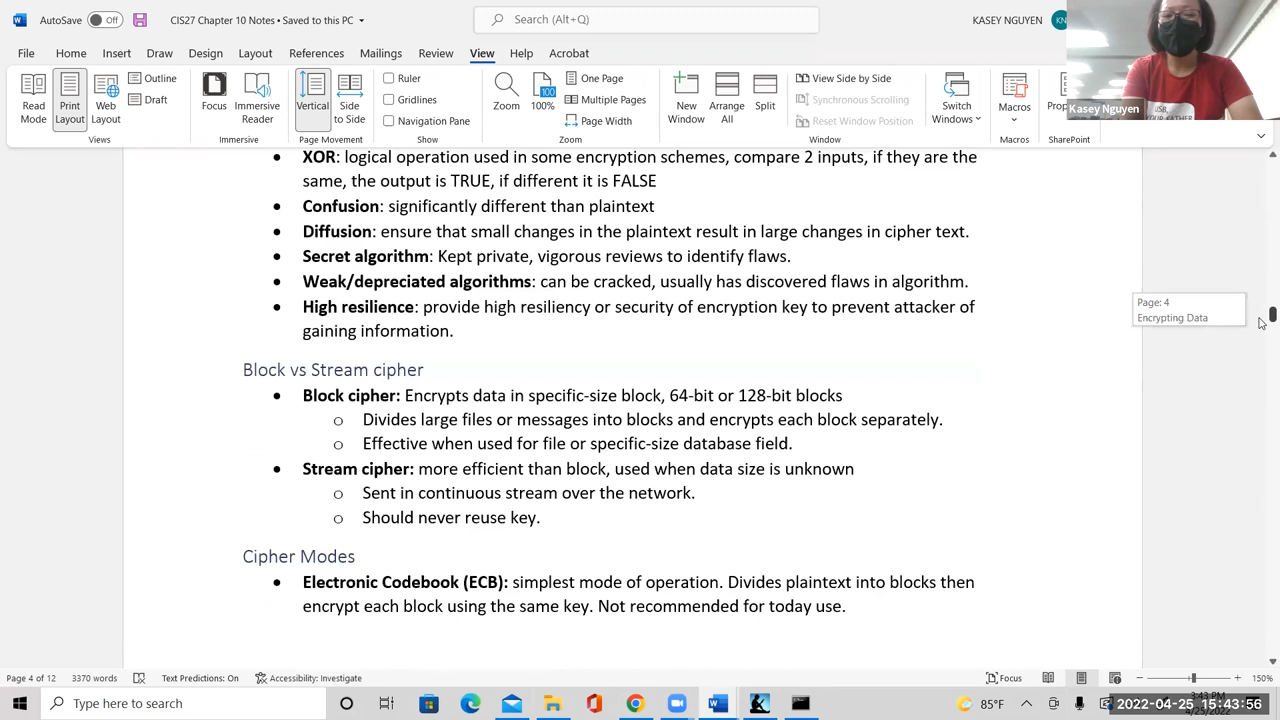 AutoSave Off CIS27 Chapter 10 Notes • Saved to this PC Search (Alt+Q) KASEY NGUYEN KN
File Home Insert Draw Design Layout References Mailings Review View Help Acrobat
Read Mode
Print Layout
Web Layout
Outline
Draft
Views
Focus
Immersive Reader
Immersive
Vertical
Side to Side
Page Movement
Ruler
Gridlines
Navigation Pane
Show
Zoom
100
100%
One Page
Multiple Pages
Page Width
Zoom
New Window
Arrange All
Split
View Side by Side
Synchronous Scrolling
Reset Window Position
Window
Switch Windows
Macros
Macros
SharePoint
Kasey Nguyen
YOUR FATHER
• XOR: logical operation used in some encryption schemes, compare 2 inputs, if they are the
same, the output is TRUE, if different it is FALSE
• Confusion: significantly different than plaintext
• Diffusion: ensure that small changes in the plaintext result in large changes in cipher text.
• Secret algorithm: Kept private, vigorous reviews to identify flaws.
• Weak/depreciated algorithms: can be cracked, usually has discovered flaws in algorithm.
• High resilience: provide high resiliency or security of encryption key to prevent attacker of
gaining information.
Page: 4
Encrypting Data
Block vs Stream cipher
• Block cipher: Encrypts data in specific-size block, 64-bit or 128-bit blocks
o Divides large files or messages into blocks and encrypts each block separately.
o Effective when used for file or specific-size database field.
• Stream cipher: more efficient than block, used when data size is unknown
o Sent in continuous stream over the network.
o Should never reuse key.
Cipher Modes
• Electronic Codebook (ECB): simplest mode of operation. Divides plaintext into blocks then
encrypt each block using the same key. Not recommended for today use.
Page 4 of 12 3370 words Text Predictions: On Accessibility: Investigate Focus 150%
Type here to search 85°F
3:43 PM
2022-04-25 15:43:56